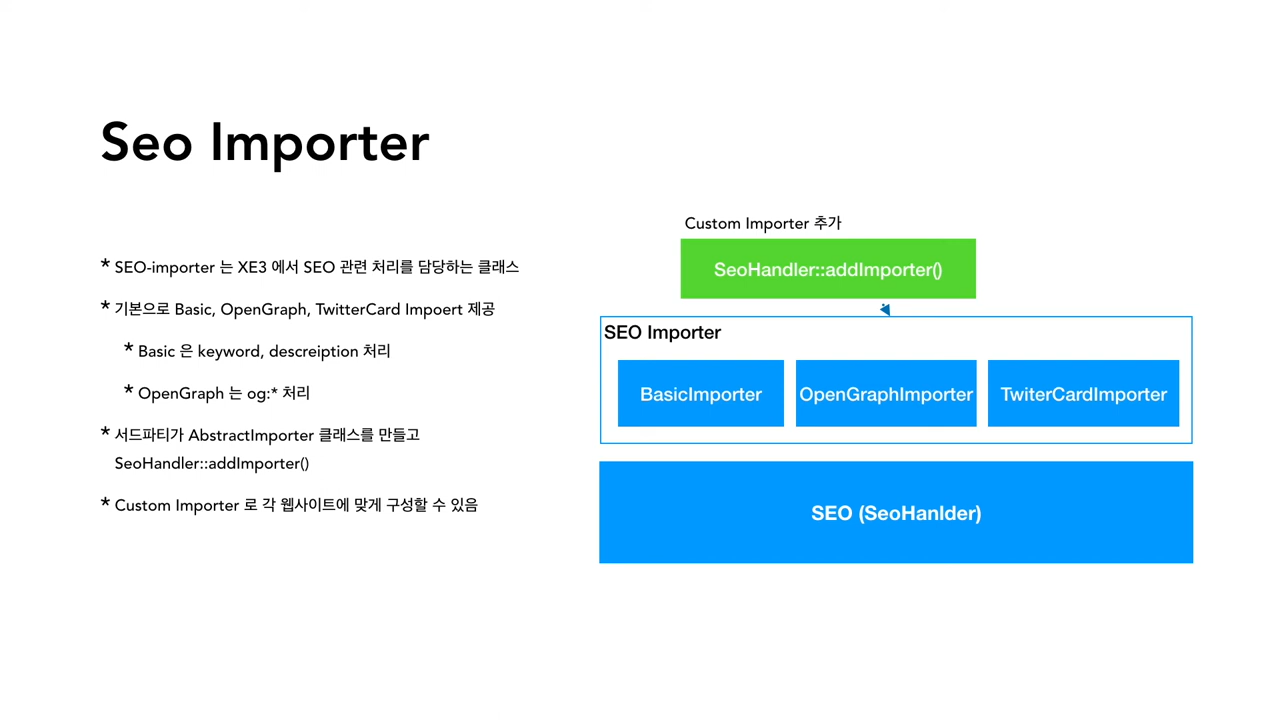 Seo Importer
* SEO-importer 는 XE3 에서 SEO 관련 처리를 담당하는 클래스
* 기본으로 Basic, OpenGraph, TwitterCard Impoert 제공
* Basic 은 keyword, descreiption 처리
* OpenGraph 는 og:* 처리
* 서드파티가 AbstractImporter 클래스를 만들고
SeoHandler::addImporter()
* Custom Importer 로 각 웹사이트에 맞게 구성할 수 있음
Custom Importer 추가
SeoHandler::addImporter()
SEO Importer
BasicImporter
OpenGraphImporter
TwiterCardImporter
SEO (SeoHanlder)